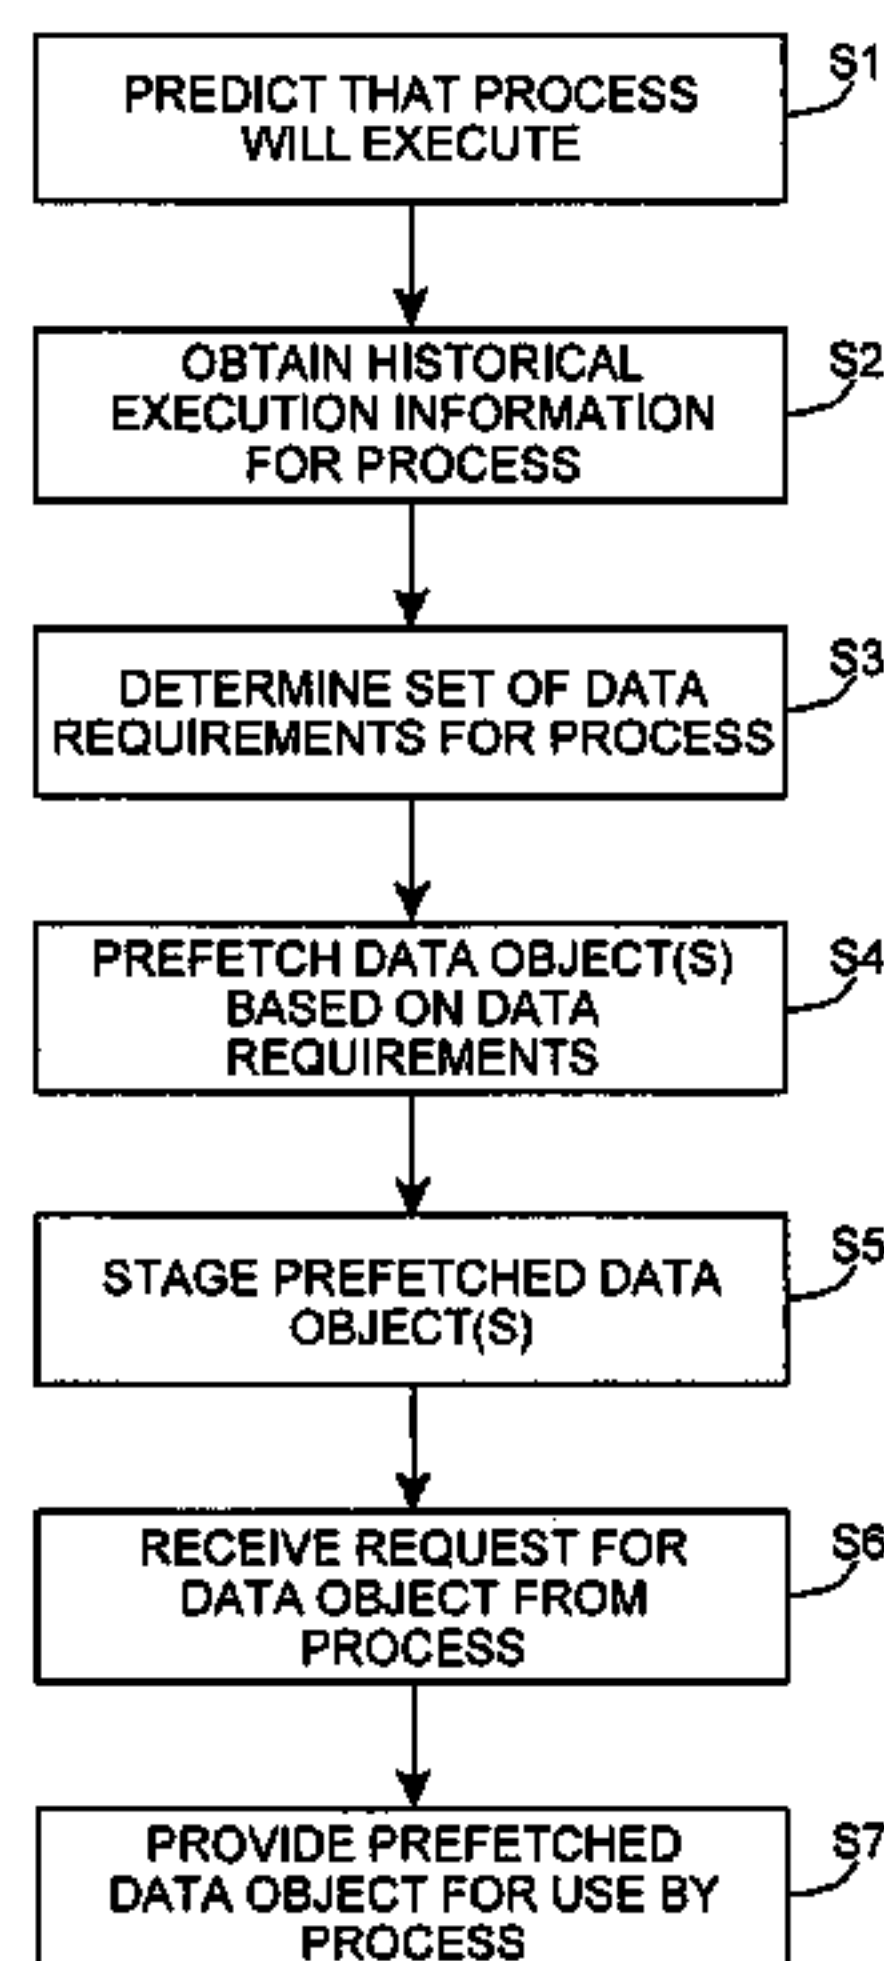 PREDICT THAT PROCESS
WILL EXECUTE
S1
OBTAIN HISTORICAL
EXECUTION INFORMATION
FOR PROCESS
S2
DETERMINE SET OF DATA
REQUIREMENTS FOR PROCESS
S3
PREFETCH DATA OBJECT(S)
BASED ON DATA
REQUIREMENTS
S4
STAGE PREFETCHED DATA
OBJECT(S)
S5
RECEIVE REQUEST FOR
DATA OBJECT FROM
PROCESS
S6
PROVIDE PREFETCHED
DATA OBJECT FOR USE BY
PROCESS
S7